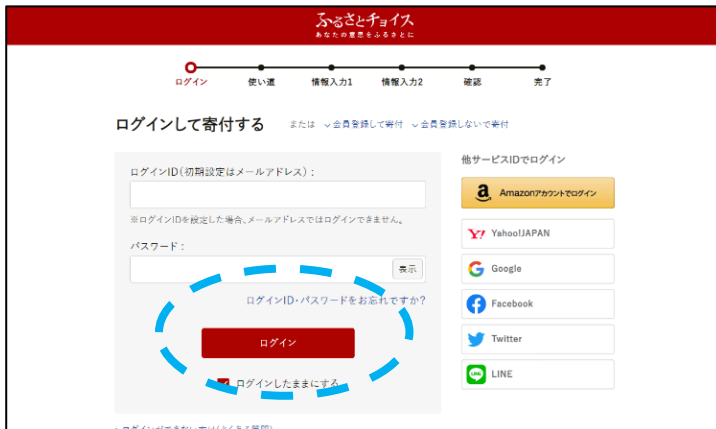 ふるさとチョイス
あなたの意思をふるさとに
ログイン 使い道 情報入力1 情報入力2 確認 完了
ログインして寄付する または 会員登録して寄付 会員登録しないで寄付
ログインID(初期設定はメールアドレス):
※ログインIDを設定した場合、メールアドレスではログインできません。
パスワード:
表示
ログインID・パスワードをお忘れですか?
ログイン
ログインしたままにする
他サービスIDでログイン
a Amazonアカウントでログイン
Y! Yahoo!JAPAN
G Google
f Facebook
Twitter
LINE LINE